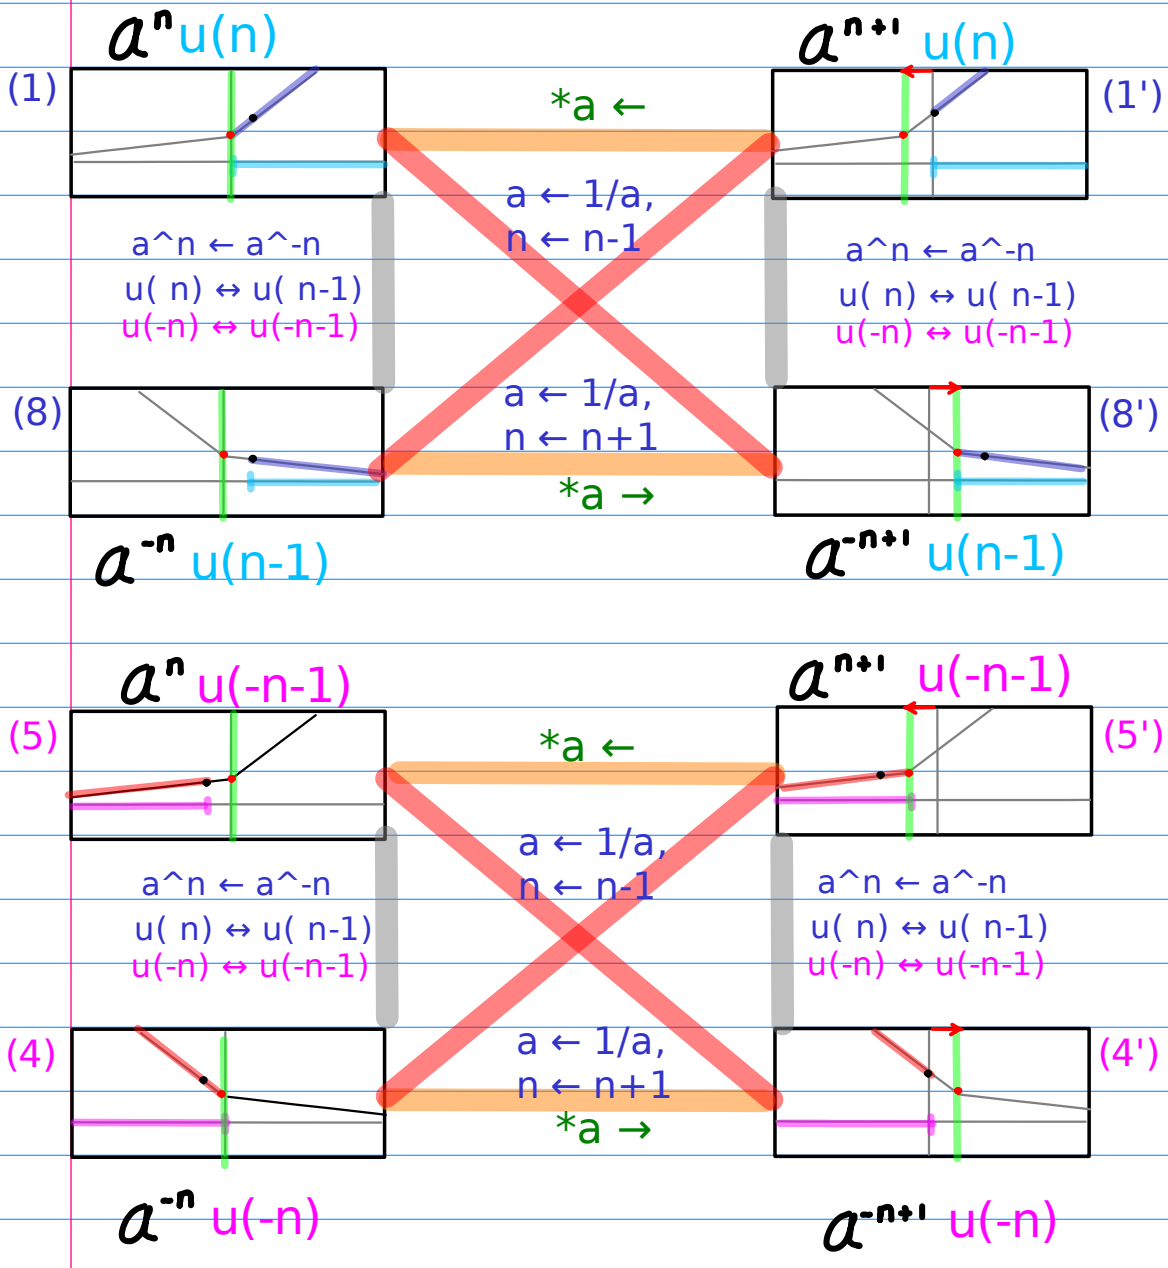 a^n u(n)
a^n+1 u(n)
(1)
(1')
*a ←
a ← 1/a,
n ← n-1
a^n ← a^-n
u( n) ↔ u( n-1)
u(-n) ↔ u(-n-1)
a^n ← a^-n
u( n) ↔ u( n-1)
u(-n) ↔ u(-n-1)
a ← 1/a,
n ← n+1
(8)
(8')
*a →
a^-n u(n-1)
a^-n+1 u(n-1)
a^n u(-n-1)
a^n+1 u(-n-1)
(5)
(5')
*a ←
a ← 1/a,
n ← n-1
a^n ← a^-n
u( n) ↔ u( n-1)
u(-n) ↔ u(-n-1)
a^n ← a^-n
u( n) ↔ u( n-1)
u(-n) ↔ u(-n-1)
a ← 1/a,
n ← n+1
(4)
(4')
*a →
a^-n u(-n)
a^-n+1 u(-n)